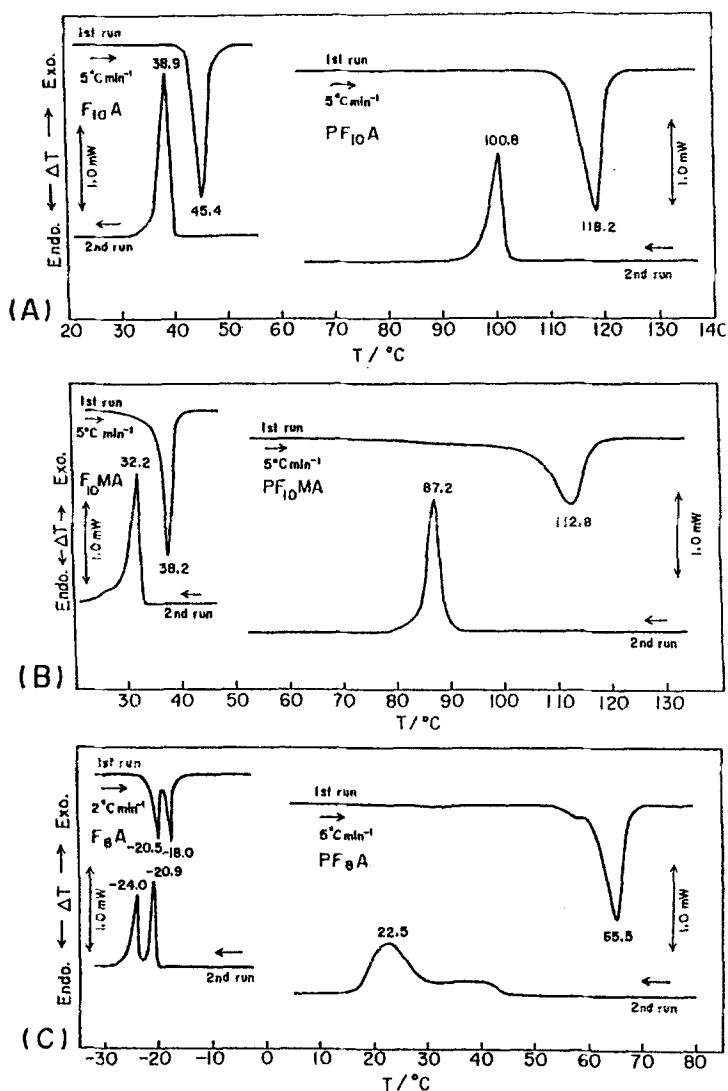 1st run
5°C min⁻¹
38.9
F₁₀A
1.0 mW
45.4
2nd run
1st run
5°C min⁻¹
PF₁₀A
100.8
118.2
1.0 mW
2nd run
Endo. ← ΔT → Exo.
(A)
20 30 40 50 60 70 80 90 100 110 120 130 140
T / °C
1st run
5°C min⁻¹
32.2
F₁₀MA
1.0 mW
38.2
2nd run
1st run
5°C min⁻¹
PF₁₀MA
87.2
112.8
1.0 mW
2nd run
Endo. ← ΔT → Exo.
(B)
30 40 50 60 70 80 90 100 110 120 130
T/°C
1st run
2°C min⁻¹
F₈A
-20.5
-18.0
-24.0
-20.9
1.0 mW
2nd run
1st run
5°C min⁻¹
PF₈A
22.5
65.5
1.0 mW
2nd run
Endo. ← ΔT → Exo.
(C)
-30 -20 -10 0 10 20 30 40 50 60 70 80
T/°C